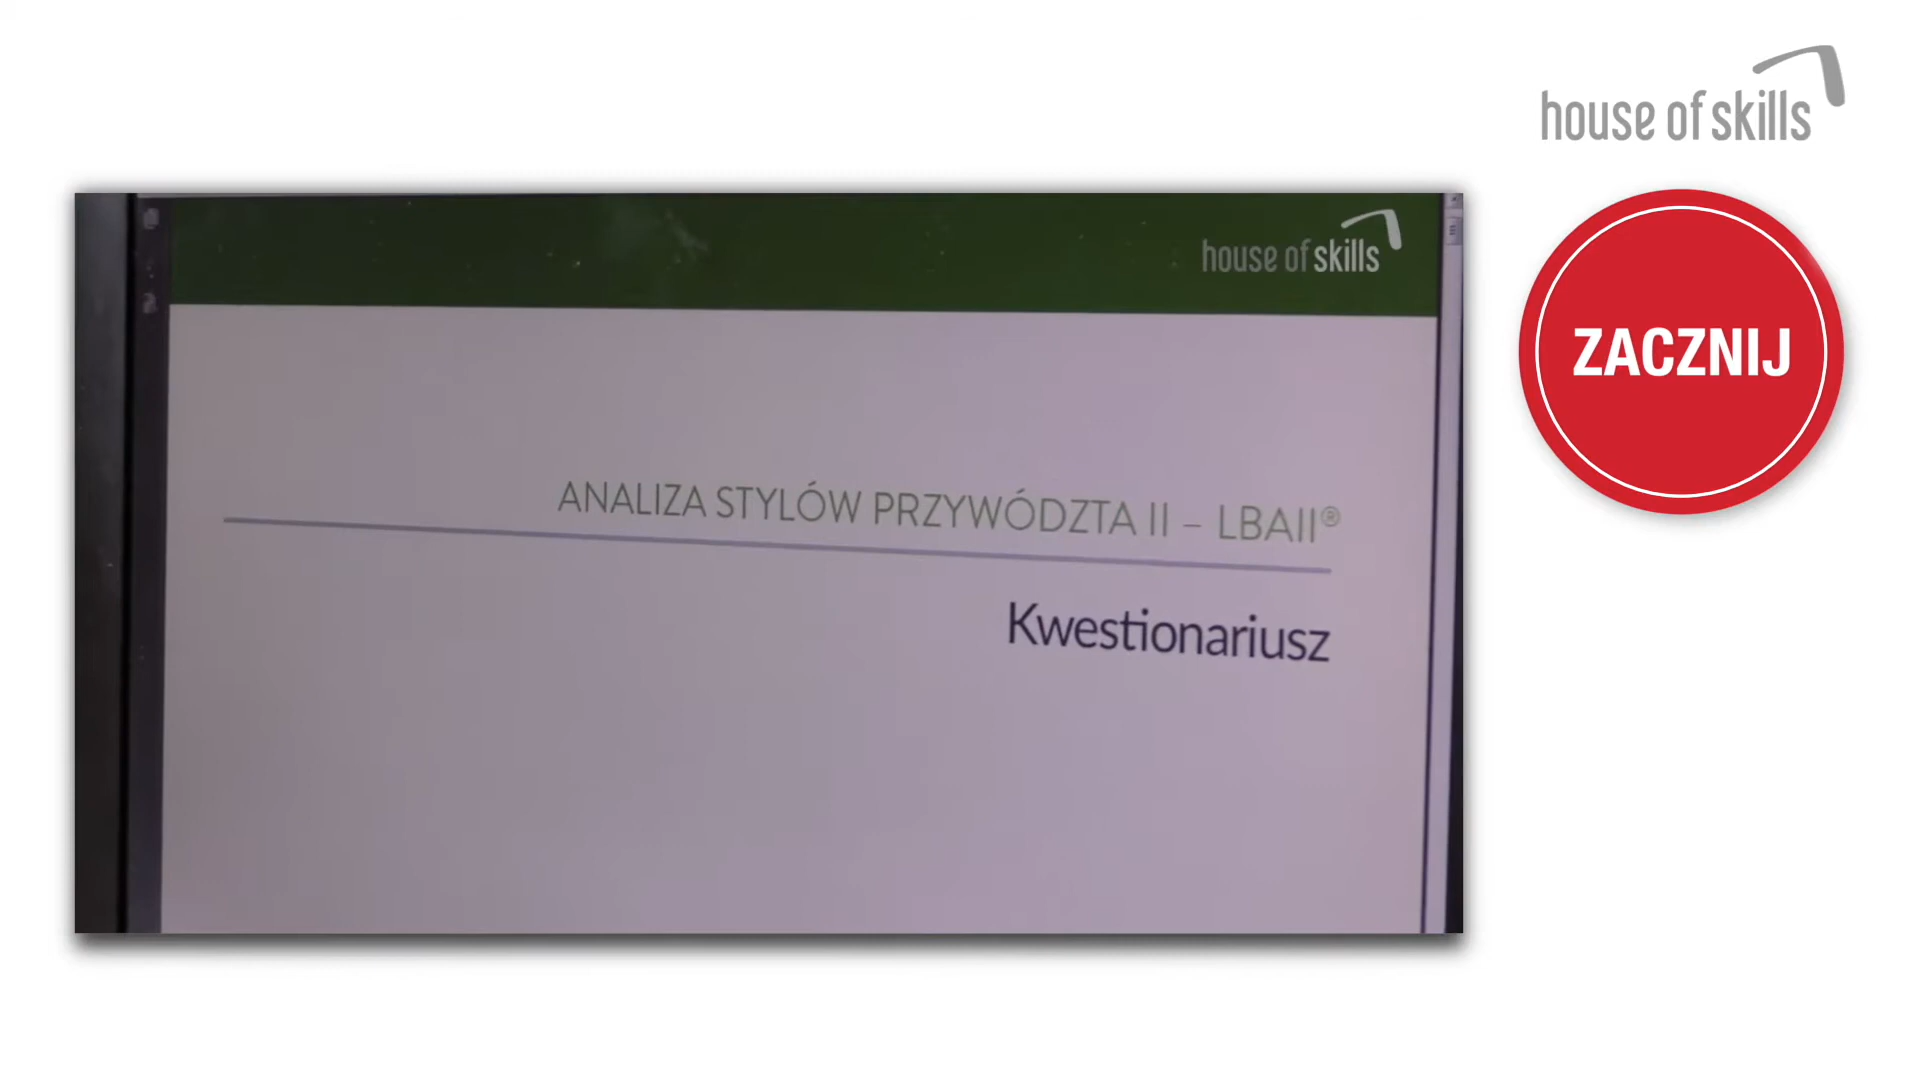 house of skills
ZACZNIJ
house of skills
ANALIZA STYLÓW PRZYWÓDZTA II – LBAII®
Kwestionariusz